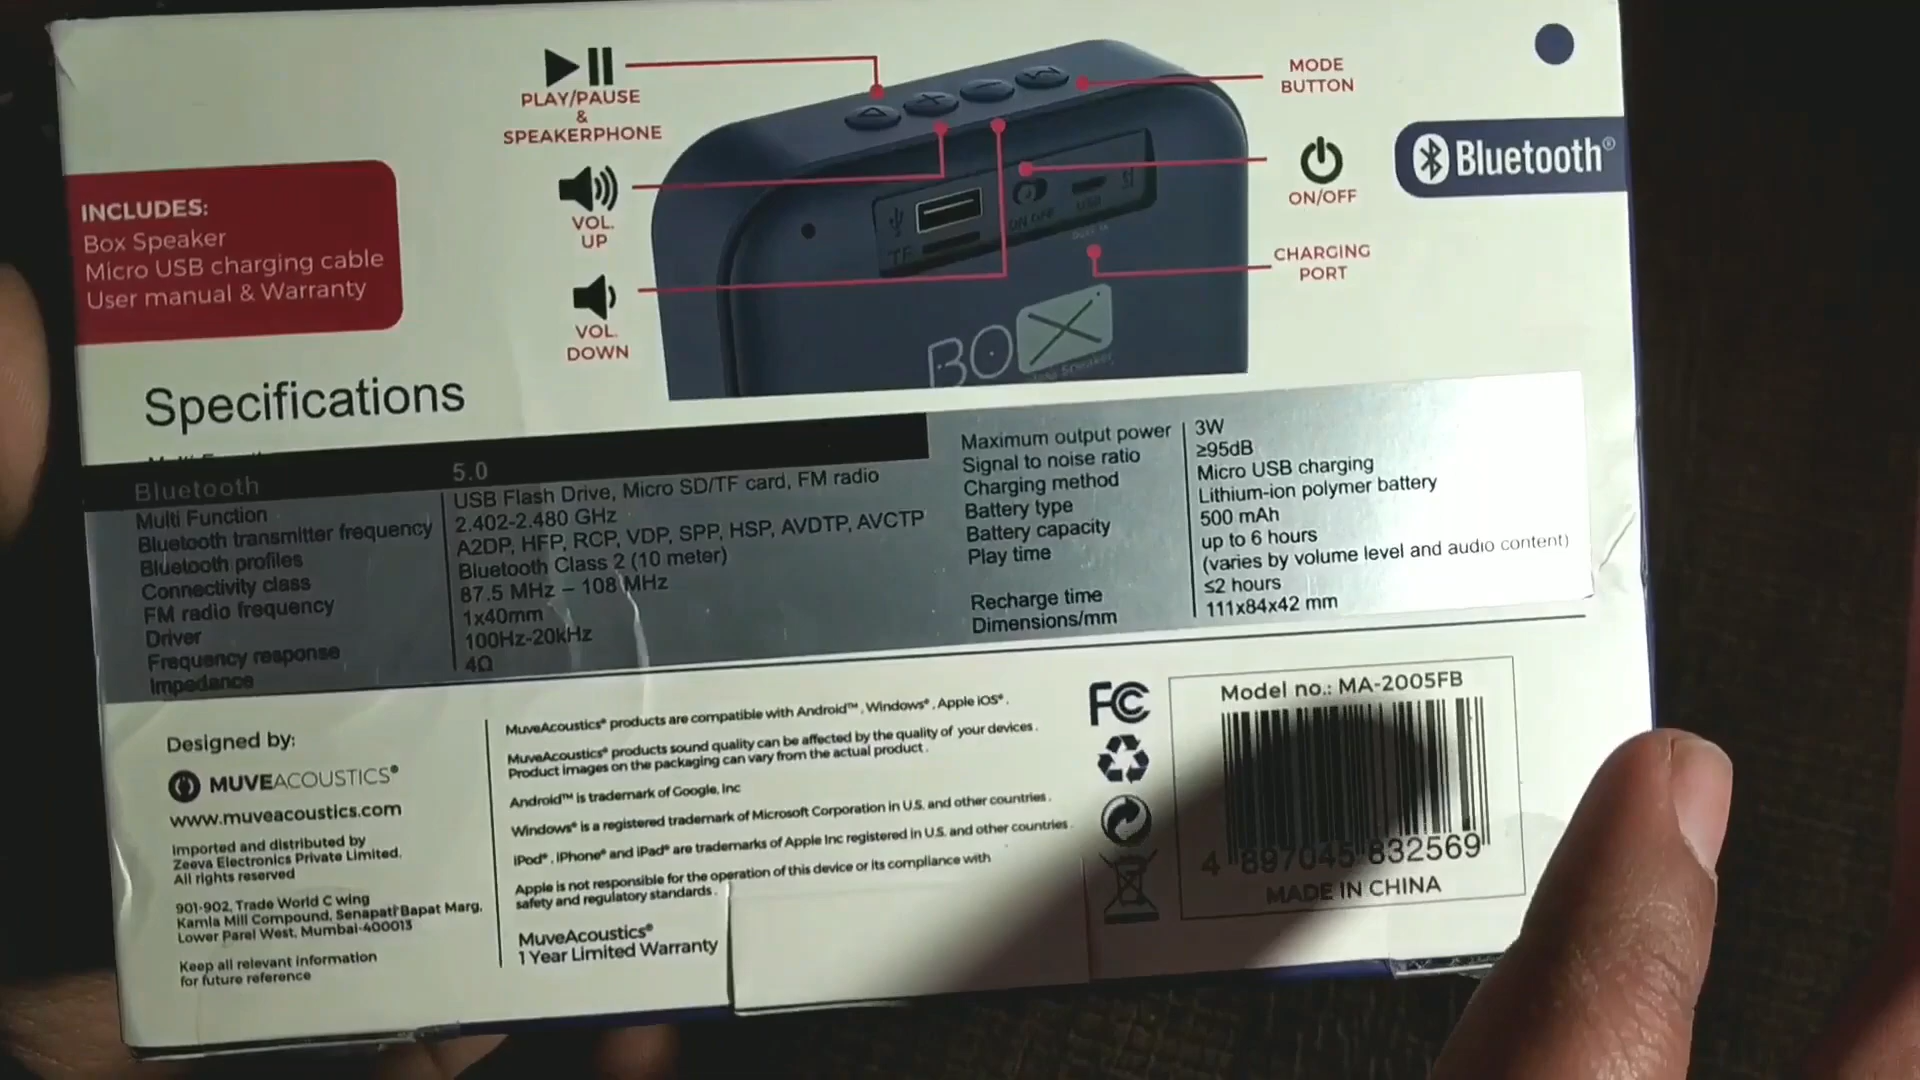 PLAY/PAUSE
&
SPEAKERPHONE
VOL.
UP
VOL.
DOWN
MODE
BUTTON
ON/OFF
CHARGING
PORT
Bluetooth®
INCLUDES:
Box Speaker
Micro USB charging cable
User manual & Warranty
TF
ON OFF
USB
BOX
Speaker
Specifications
Bluetooth 5.0
Multi Function USB Flash Drive, Micro SD/TF card, FM radio
Bluetooth transmitter frequency 2.402-2.480 GHz
Bluetooth profiles A2DP, HFP, RCP, VDP, SPP, HSP, AVDTP, AVCTP
Connectivity class Bluetooth Class 2 (10 meter)
FM radio frequency 87.5 MHz – 108 MHz
Driver 1x40mm
Frequency response 100Hz-20kHz
Impedance 4Ω
Maximum output power 3W
Signal to noise ratio ≥95dB
Charging method Micro USB charging
Battery type Lithium-ion polymer battery
Battery capacity 500 mAh
Play time up to 6 hours
(varies by volume level and audio content)
Recharge time ≤2 hours
Dimensions/mm 111x84x42 mm
Designed by:
MUVEACOUSTICS®
www.muveacoustics.com
Imported and distributed by
Zeeva Electronics Private Limited.
All rights reserved
901-902, Trade World C wing
Kamla Mill Compound, Senapati Bapat Marg,
Lower Parel West, Mumbai-400013
Keep all relevant information
for future reference
MuveAcoustics® products are compatible with Android™, Windows®, Apple iOS®.
MuveAcoustics® products sound quality can be affected by the quality of your devices.
Product images on the packaging can vary from the actual product.
Android™ is trademark of Google, Inc
Windows® is a registered trademark of Microsoft Corporation in U.S. and other countries.
iPod®, iPhone® and iPad® are trademarks of Apple Inc registered in U.S. and other countries.
Apple is not responsible for the operation of this device or its compliance with
safety and regulatory standards.
MuveAcoustics®
1 Year Limited Warranty
FC
Model no.: MA-2005FB
4 897045 832569
MADE IN CHINA